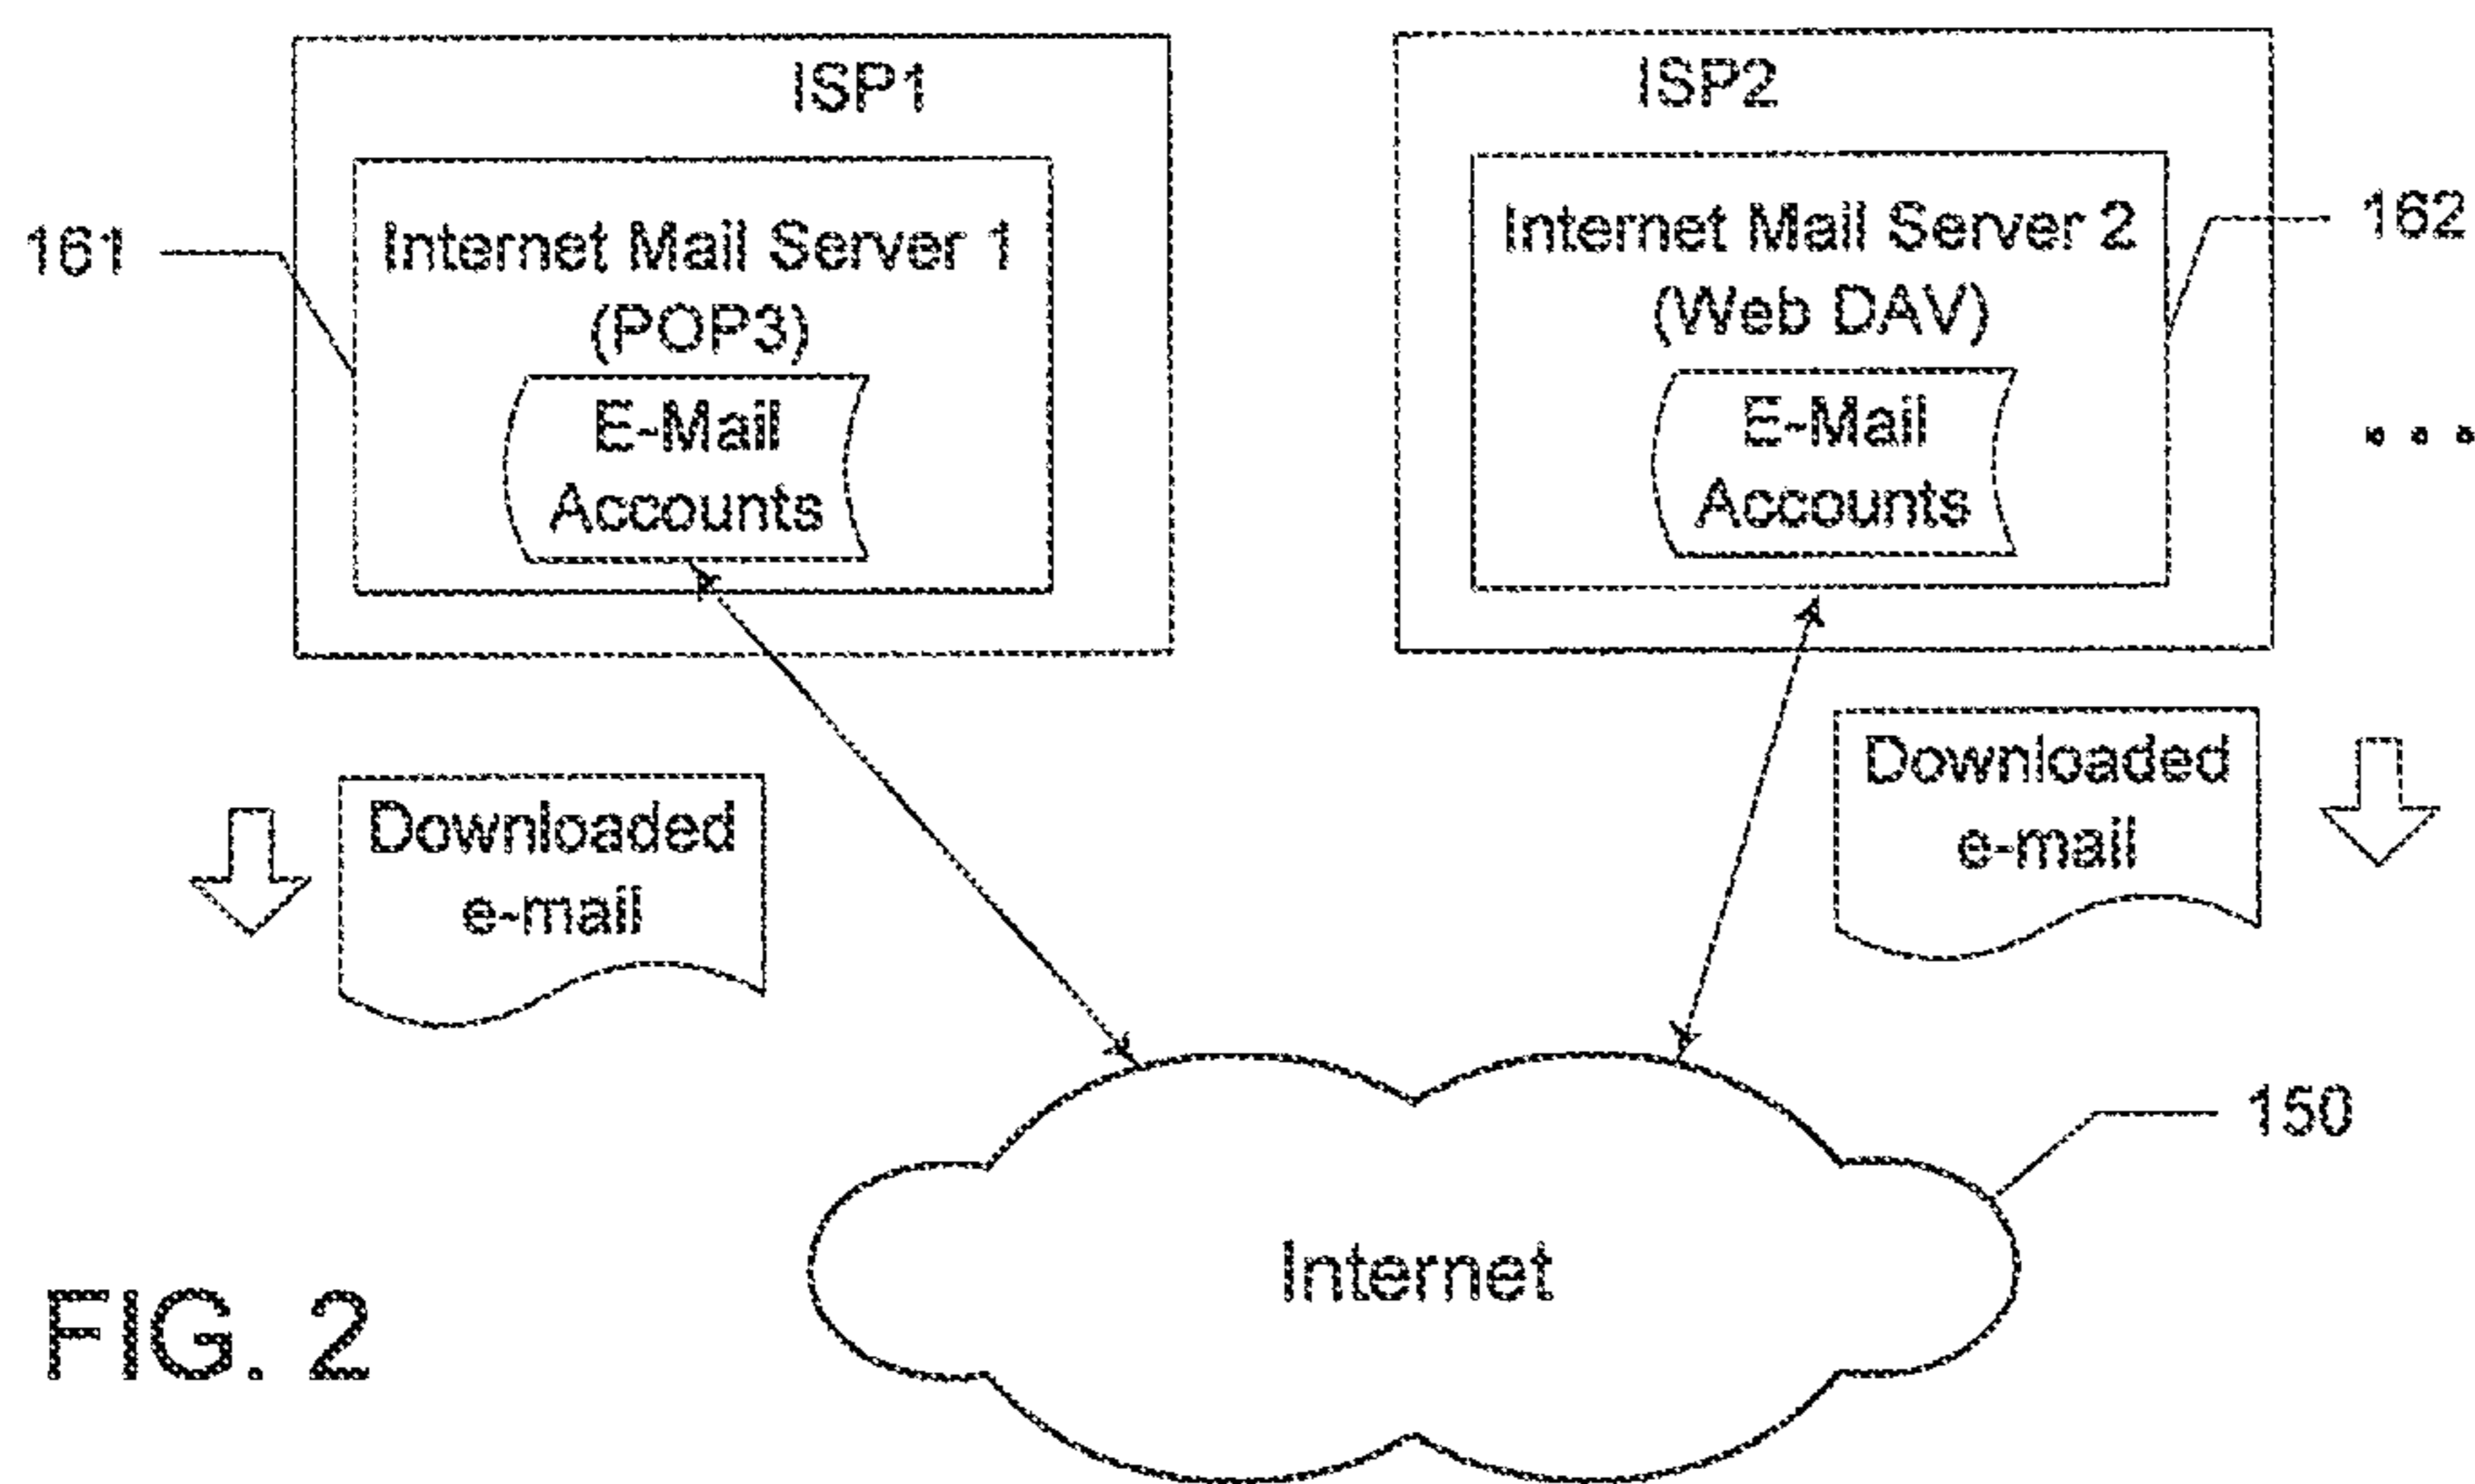 ISP1
Internet Mail Server 1
(POP3)
E-Mail
Accounts
161
ISP2
Internet Mail Server 2
(Web DAV)
E-Mail
Accounts
162
. . .
Downloaded
e-mail
Downloaded
e-mail
150
Internet
FIG. 2